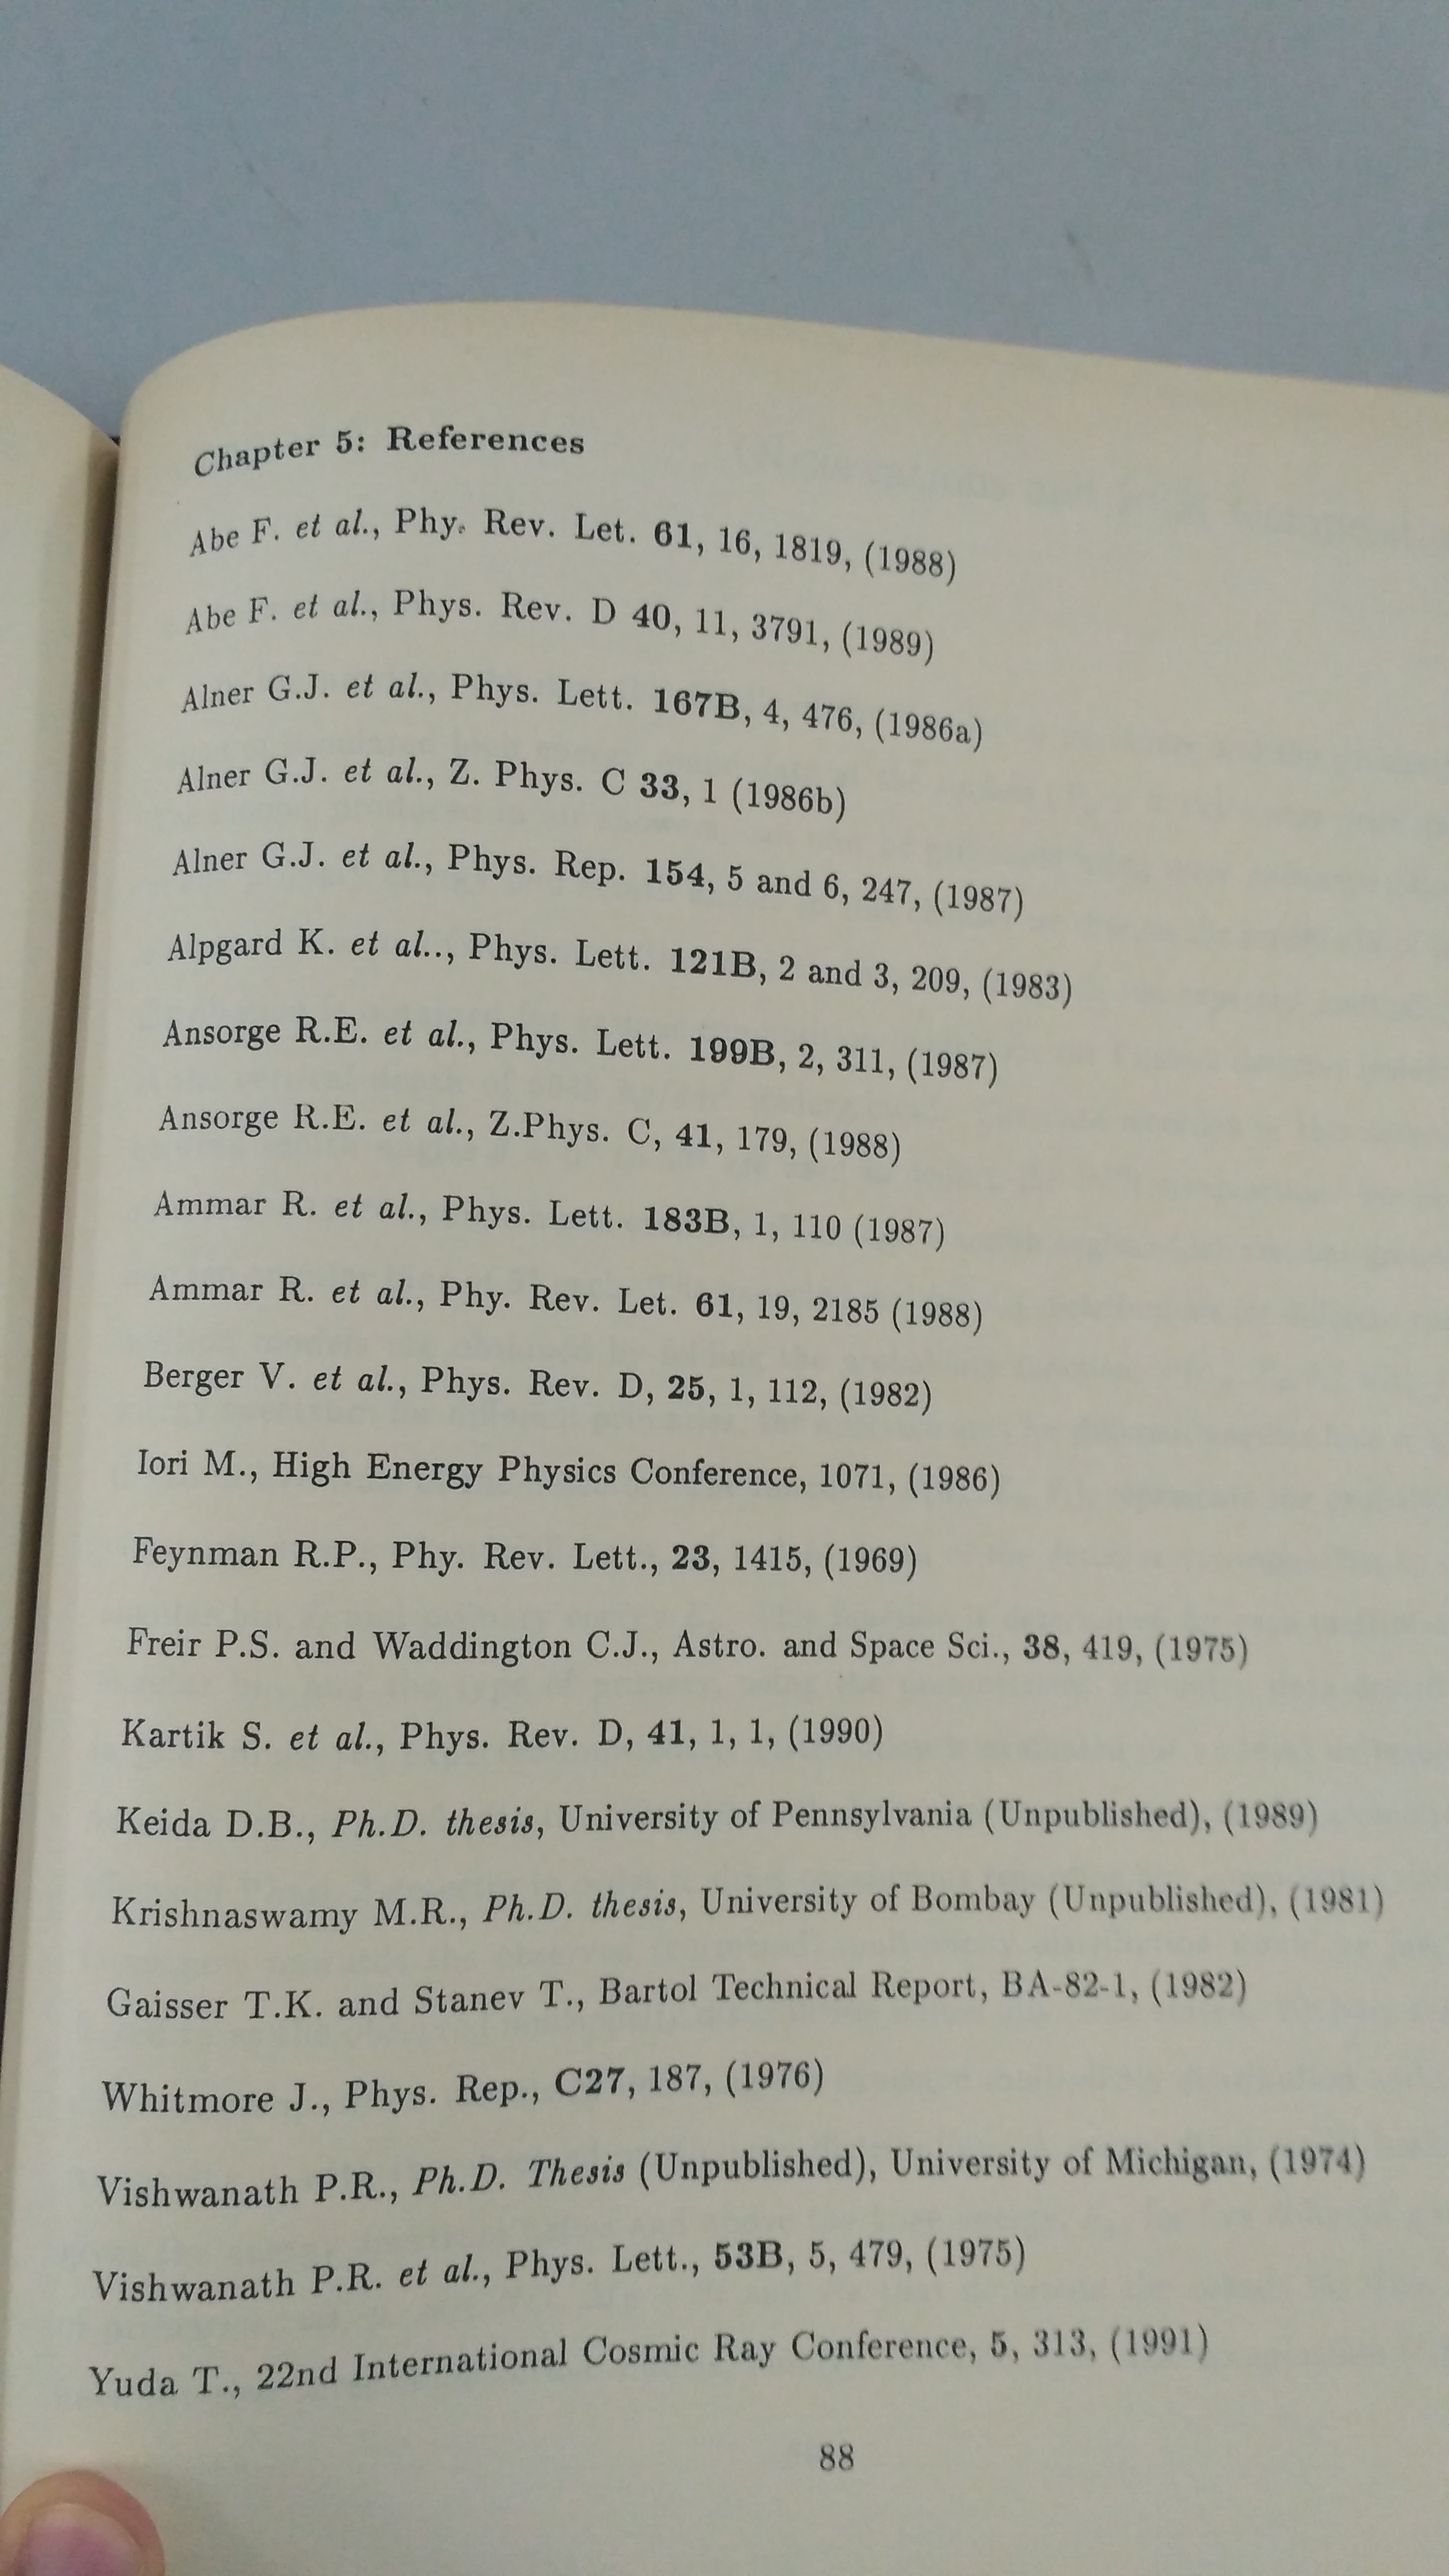 Chapter 5: References
Abe F. et al., Phy. Rev. Let. 61, 16, 1819, (1988)
Abe F. et al., Phys. Rev. D 40, 11, 3791, (1989)
Alner G.J. et al., Phys. Lett. 167B, 4, 476, (1986a)
Alner G.J. et al., Z. Phys. C 33, 1 (1986b)
Alner G.J. et al., Phys. Rep. 154, 5 and 6, 247, (1987)
Alpgard K. et al.., Phys. Lett. 121B, 2 and 3, 209, (1983)
Ansorge R.E. et al., Phys. Lett. 199B, 2, 311, (1987)
Ansorge R.E. et al., Z.Phys. C, 41, 179, (1988)
Ammar R. et al., Phys. Lett. 183B, 1, 110 (1987)
Ammar R. et al., Phy. Rev. Let. 61, 19, 2185 (1988)
Berger V. et al., Phys. Rev. D, 25, 1, 112, (1982)
Iori M., High Energy Physics Conference, 1071, (1986)
Feynman R.P., Phy. Rev. Lett., 23, 1415, (1969)
Freir P.S. and Waddington C.J., Astro. and Space Sci., 38, 419, (1975)
Kartik S. et al., Phys. Rev. D, 41, 1, 1, (1990)
Keida D.B., Ph.D. thesis, University of Pennsylvania (Unpublished), (1989)
Krishnaswamy M.R., Ph.D. thesis, University of Bombay (Unpublished), (1981)
Gaisser T.K. and Stanev T., Bartol Technical Report, BA-82-1, (1982)
Whitmore J., Phys. Rep., C27, 187, (1976)
Vishwanath P.R., Ph.D. Thesis (Unpublished), University of Michigan, (1974)
Vishwanath P.R. et al., Phys. Lett., 53B, 5, 479, (1975)
Yuda T., 22nd International Cosmic Ray Conference, 5, 313, (1991)
88